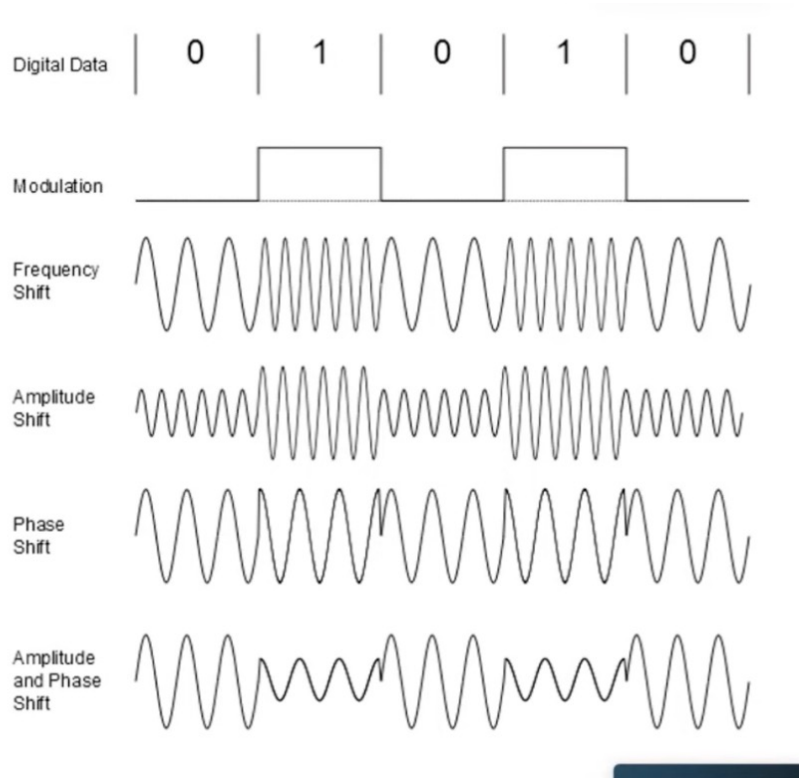 Digital Data
0 1 0 1 0
Modulation
Frequency
Shift
Amplitude
Shift
Phase
Shift
Amplitude
and Phase
Shift